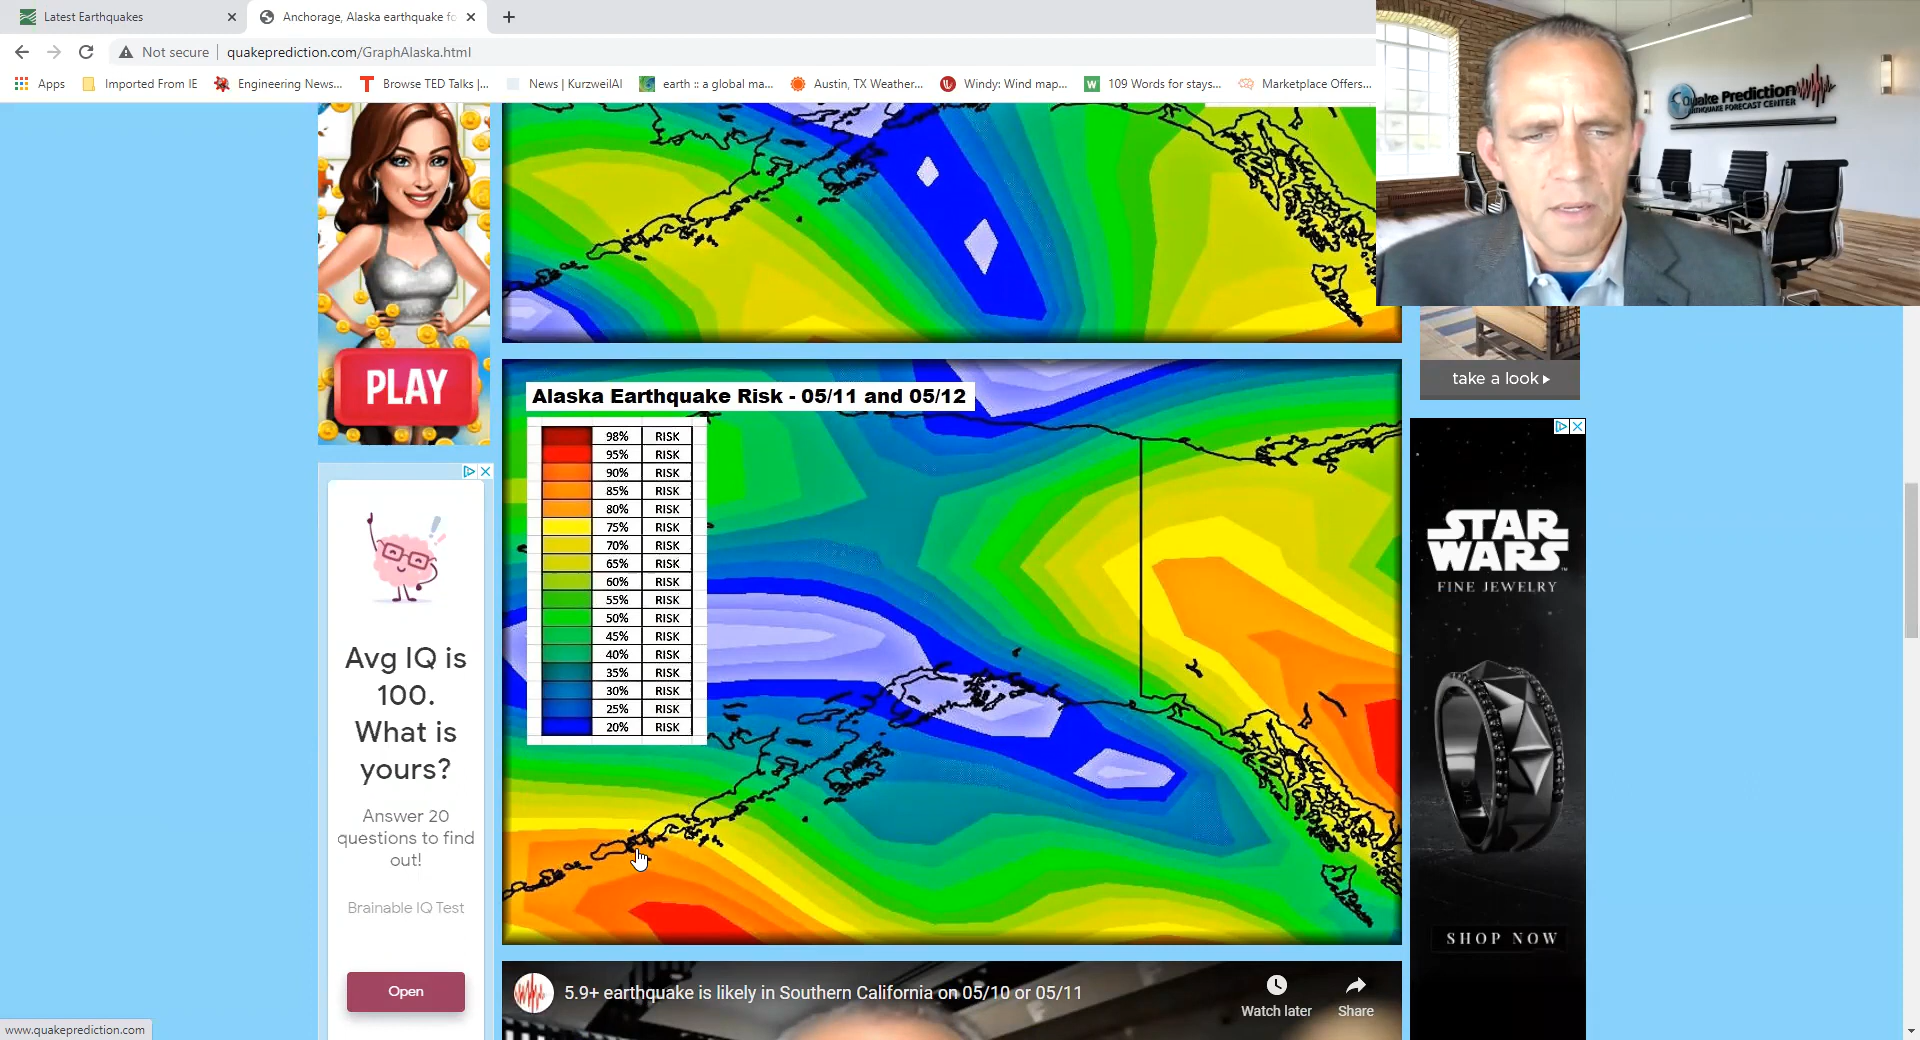 Latest Earthquakes
Anchorage, Alaska earthquake fo
Not secure
quakeprediction.com/GraphAlaska.html
Apps
Imported From IE
Engineering News...
Browse TED Talks |...
News | KurzweilAI
earth :: a global ma...
Austin, TX Weather...
Windy: Wind map...
109 Words for stays...
Marketplace Offers...
Quake Prediction
EARTHQUAKE FORECAST CENTER
PLAY
take a look
Alaska Earthquake Risk - 05/11 and 05/12
98% RISK
95% RISK
90% RISK
85% RISK
80% RISK
75% RISK
70% RISK
65% RISK
60% RISK
55% RISK
50% RISK
45% RISK
40% RISK
35% RISK
30% RISK
25% RISK
20% RISK
Avg IQ is
100.
What is
yours?
Answer 20
questions to find
out!
Brainable IQ Test
Open
STAR
WARS
FINE JEWELRY
SHOP NOW
5.9+ earthquake is likely in Southern California on 05/10 or 05/11
Watch later
Share
www.quakeprediction.com